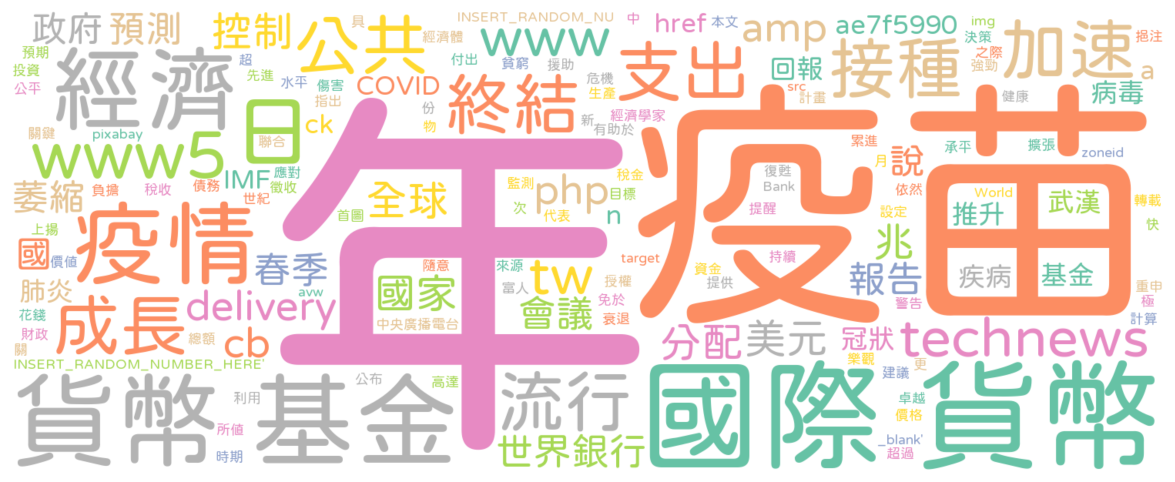 政府 預測 控制 公共 具 經濟體 INSERT_RANDOM_NU 中 href 本文 ae7f5990 img 決策 之際 強勁 加速 挹注
預期 投資 公平 經濟 超 先進 水平 傷害 指出 COVID 付出 貧窮 援助 www 危機 生產 支出 amp 回報 src 計畫 接種 健康 a 病毒
關鍵 pixabay www5 日 聯合 ck 份 物 終結 新 有助於 經濟學家 疫苗 累進 說 承平 擴張 zoneid
萎縮 負擔 稅收 債務 IMF 世紀 應對 徵收 全球 監測 次 代表 php 稅金 目標 n 復甦 Bank 提醒 月 依然 World 推升 武漢 轉載 快
上揚 國 價值 疫情 春季 首圖 年 隨意 來源 tw target 持續 設定 兆 疾病 基金
肺炎 花錢 財政 關 成長 總額 avw delivery cb 國家 中央廣播電台 富人 會議 授權 免於 衰退 資金 提供 報告 警告 重申 極 計算
INSERT_RANDOM_NUMBER_HERE' 分配 美元 冠狀 technews
貨幣基金 利用 所值 時期 公布 高達 流行 世界銀行 國際貨幣 樂觀 建議 更 卓越 價格 _blank' 超過